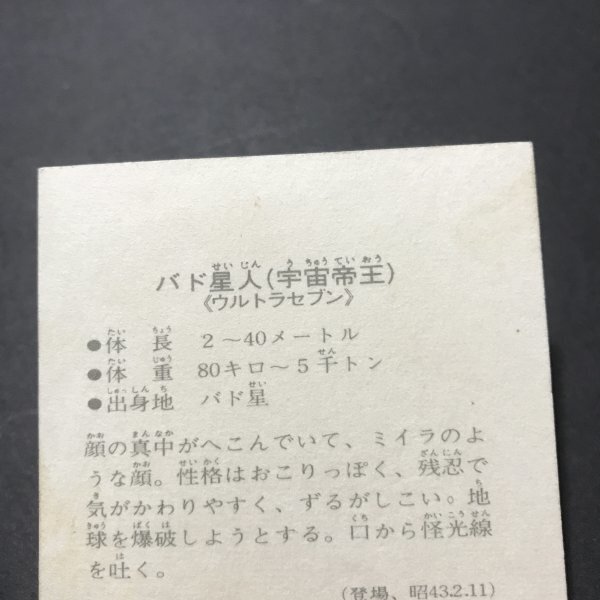 バド星人(宇宙帝王)
《ウルトラセブン》
●体長 2〜40メートル
●体重 80キロ〜5千トン
●出身地 バド星
顔の真中がへこんでいて、ミイラのよ
うな顔。性格はおこりっぽく、残忍で
気がかわりやすく、ずるがしこい。地
球を爆破しようとする。口から怪光線
を吐く。
(登場、昭43.2.11)